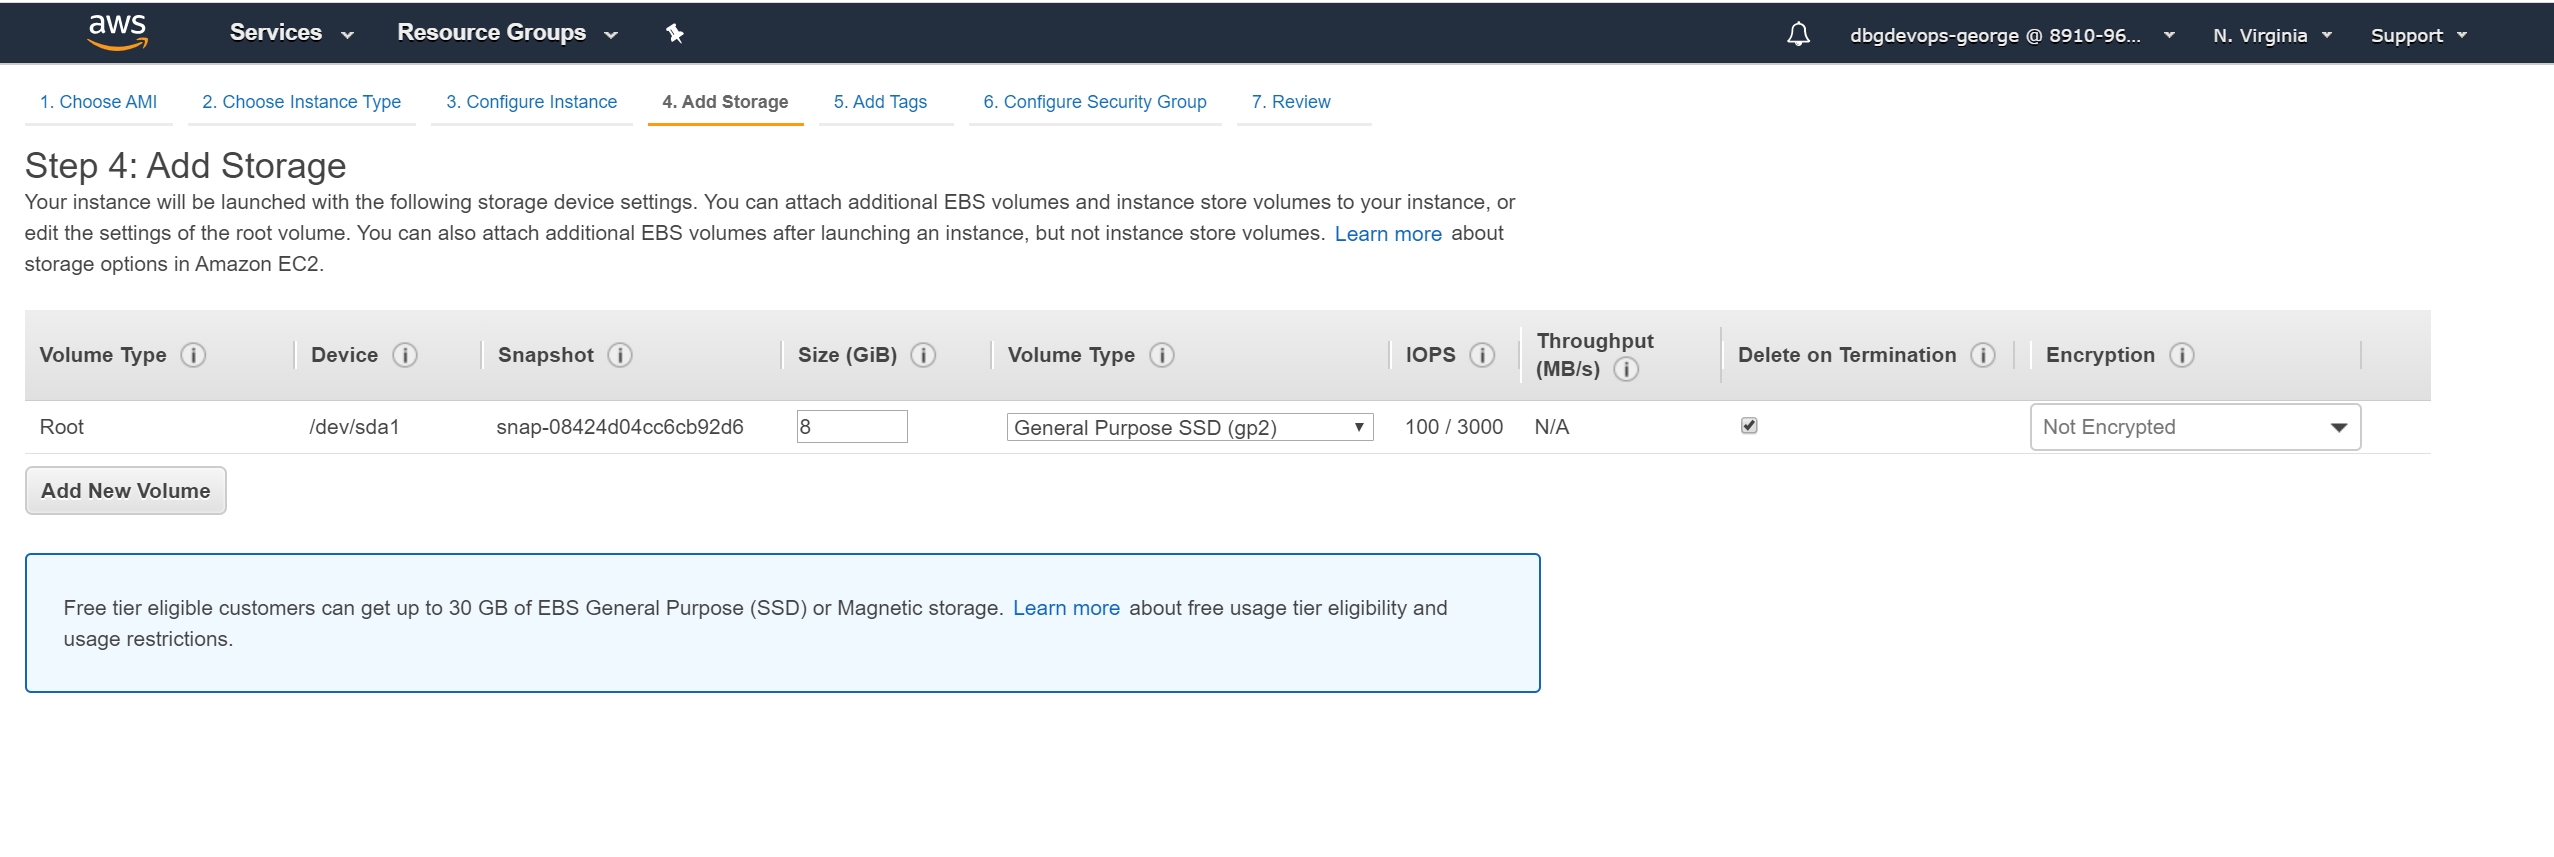 aws Services Resource Groups dbgdevops-george @ 8910-96... N. Virginia Support
1. Choose AMI 2. Choose Instance Type 3. Configure Instance 4. Add Storage 5. Add Tags 6. Configure Security Group 7. Review
Step 4: Add Storage
Your instance will be launched with the following storage device settings. You can attach additional EBS volumes and instance store volumes to your instance, or
edit the settings of the root volume. You can also attach additional EBS volumes after launching an instance, but not instance store volumes. Learn more about
storage options in Amazon EC2.
Volume Type i Device i Snapshot i Size (GiB) i Volume Type i IOPS i Throughput
(MB/s) i Delete on Termination i Encryption i
Root /dev/sda1 snap-08424d04cc6cb92d6 8 General Purpose SSD (gp2) 100 / 3000 N/A Not Encrypted
Add New Volume
Free tier eligible customers can get up to 30 GB of EBS General Purpose (SSD) or Magnetic storage. Learn more about free usage tier eligibility and
usage restrictions.